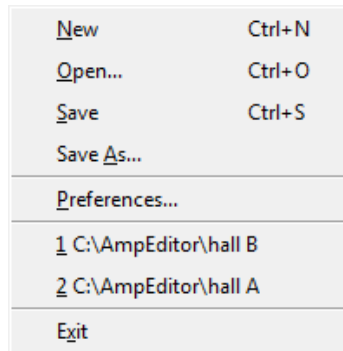 New Ctrl+N
Open... Ctrl+O
Save Ctrl+S
Save As...
Preferences...
1 C:\AmpEditor\hall B
2 C:\AmpEditor\hall A
Exit